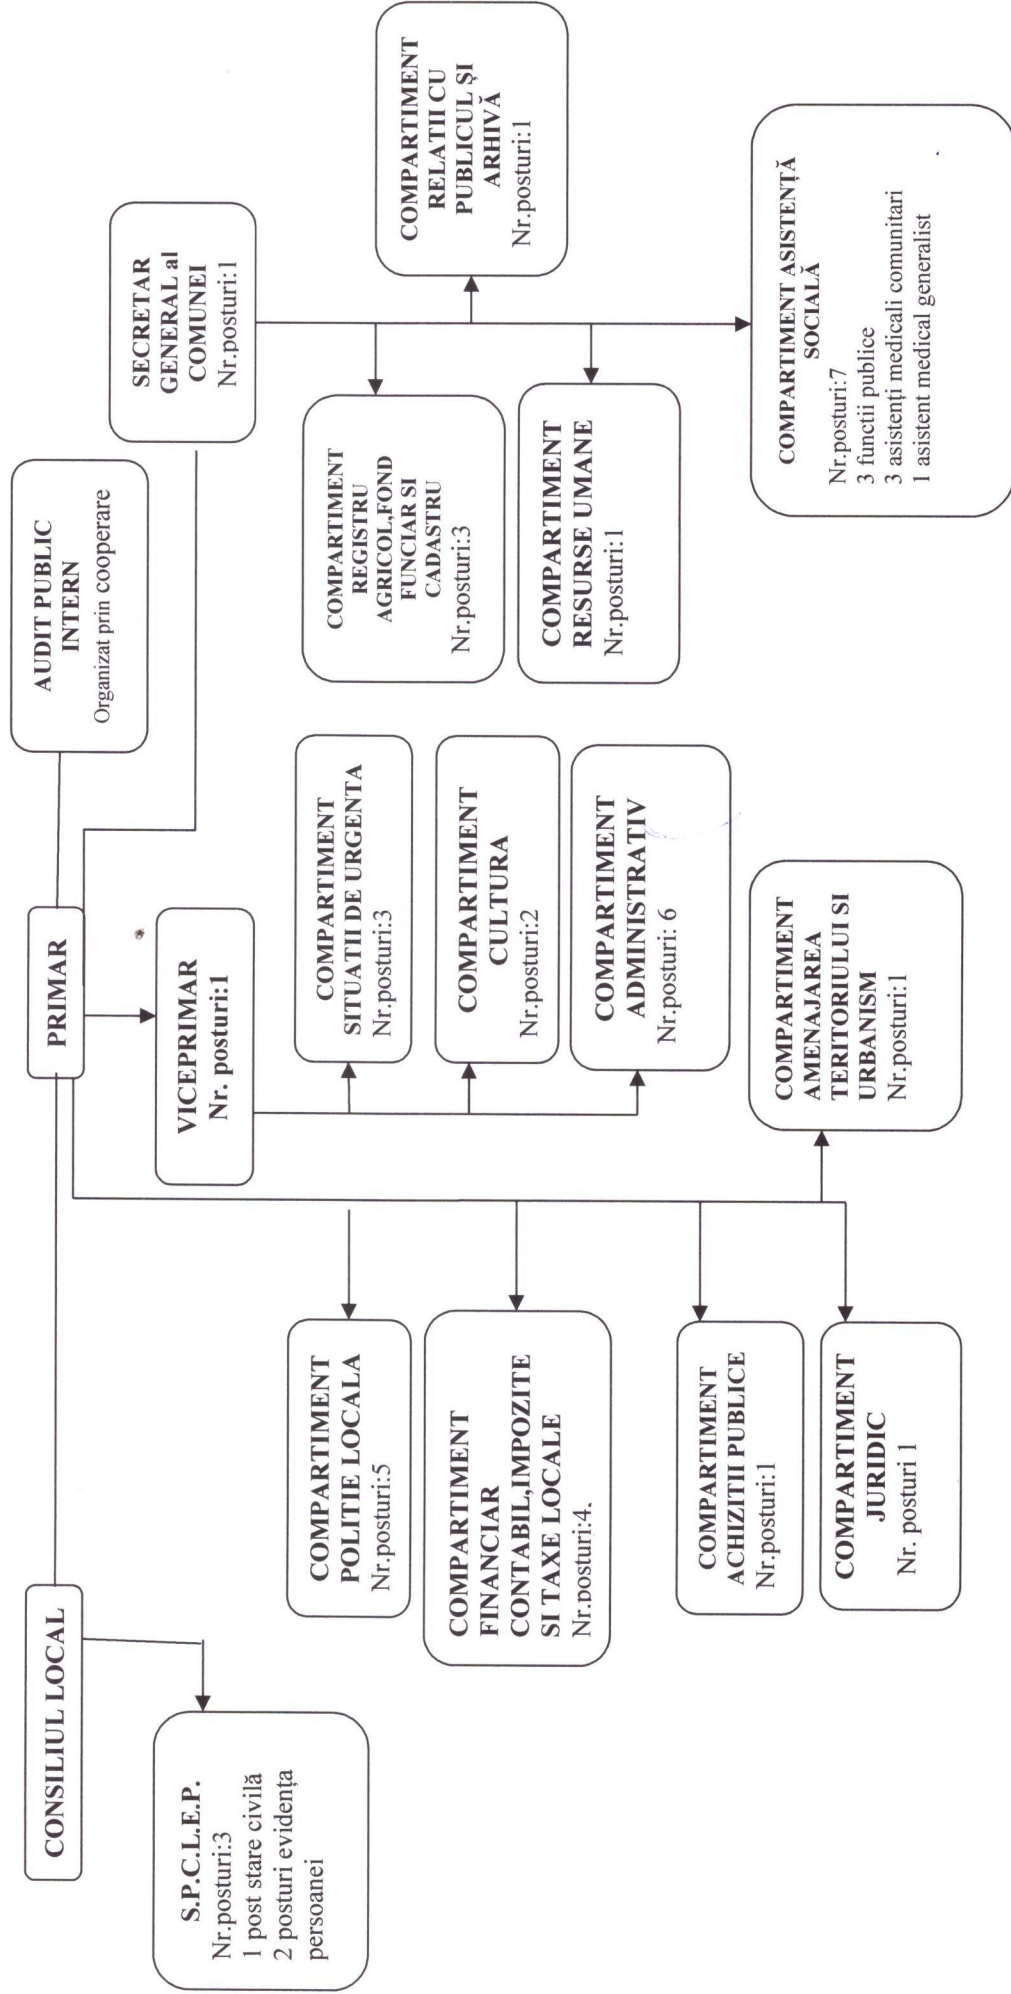 CONSILIUL LOCAL
PRIMAR
AUDIT PUBLIC
INTERN
Organizat prin cooperare
S.P.C.L.E.P.
Nr.posturi:3
1 post stare civilă
2 posturi evidența
persoanei
VICEPRIMAR
Nr. posturi:1
SECRETAR
GENERAL al
COMUNEI
Nr.posturi:1
COMPARTIMENT
POLITIE LOCALA
Nr.posturi:5
COMPARTIMENT
FINANCIAR
CONTABIL,IMPOZITE
SI TAXE LOCALE
Nr.posturi:4.
COMPARTIMENT
ACHIZITII PUBLICE
Nr.posturi:1
COMPARTIMENT
JURIDIC
Nr. posturi 1
COMPARTIMENT
SITUATII DE URGENTA
Nr.posturi:3
COMPARTIMENT
CULTURA
Nr.posturi:2
COMPARTIMENT
ADMINISTRATIV
Nr.posturi: 6
COMPARTIMENT
AMENAJAREA
TERITORIULUI SI
URBANISM
Nr.posturi:1
COMPARTIMENT
REGISTRU
AGRICOL,FOND
FUNCIAR SI
CADASTRU
Nr.posturi:3
COMPARTIMENT
RESURSE UMANE
Nr.posturi:1
COMPARTIMENT
RELATII CU
PUBLICUL ȘI
ARHIVĂ
Nr.posturi:1
COMPARTIMENT ASISTENȚĂ
SOCIALĂ
Nr.posturi:7
3 functii publice
3 asistenți medicali comunitari
1 asistent medical generalist